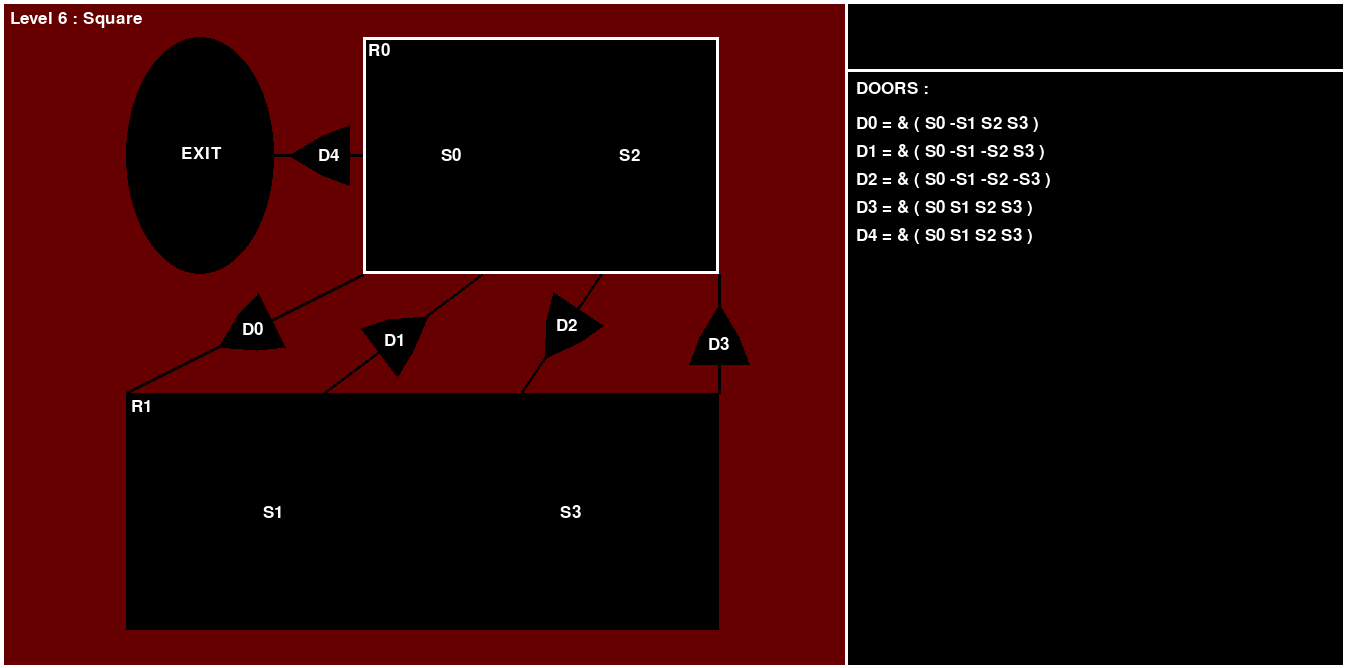 Level 6 : Square
R0
EXIT
D4
S0
S2
D0
D1
D2
D3
R1
S1
S3
DOORS :
D0 = & ( S0 -S1 S2 S3 )
D1 = & ( S0 -S1 -S2 S3 )
D2 = & ( S0 -S1 -S2 -S3 )
D3 = & ( S0 S1 S2 S3 )
D4 = & ( S0 S1 S2 S3 )